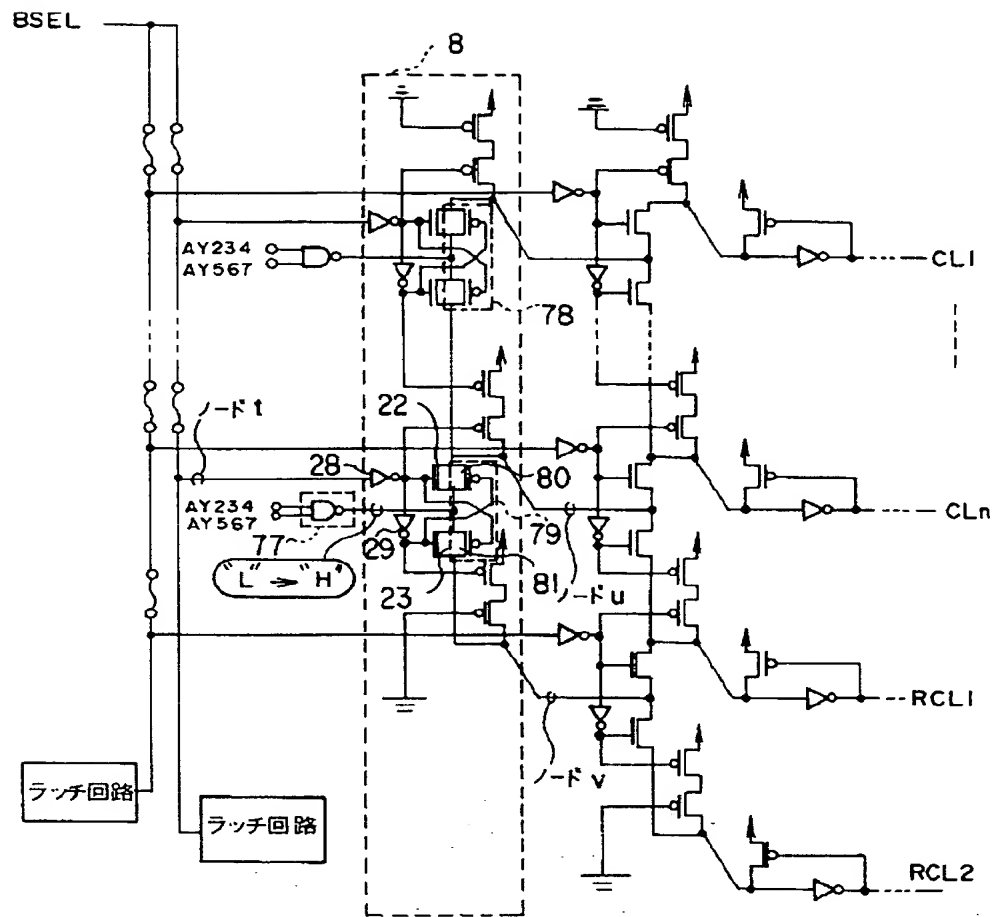 BSEL
8
AY234
AY567
CL1
78
ノードt
22
28
80
AY234
AY567
CLn
77
29
79
"L" → "H"
23
81
ノードu
RCL1
ノードv
ラッチ回路
ラッチ回路
RCL2